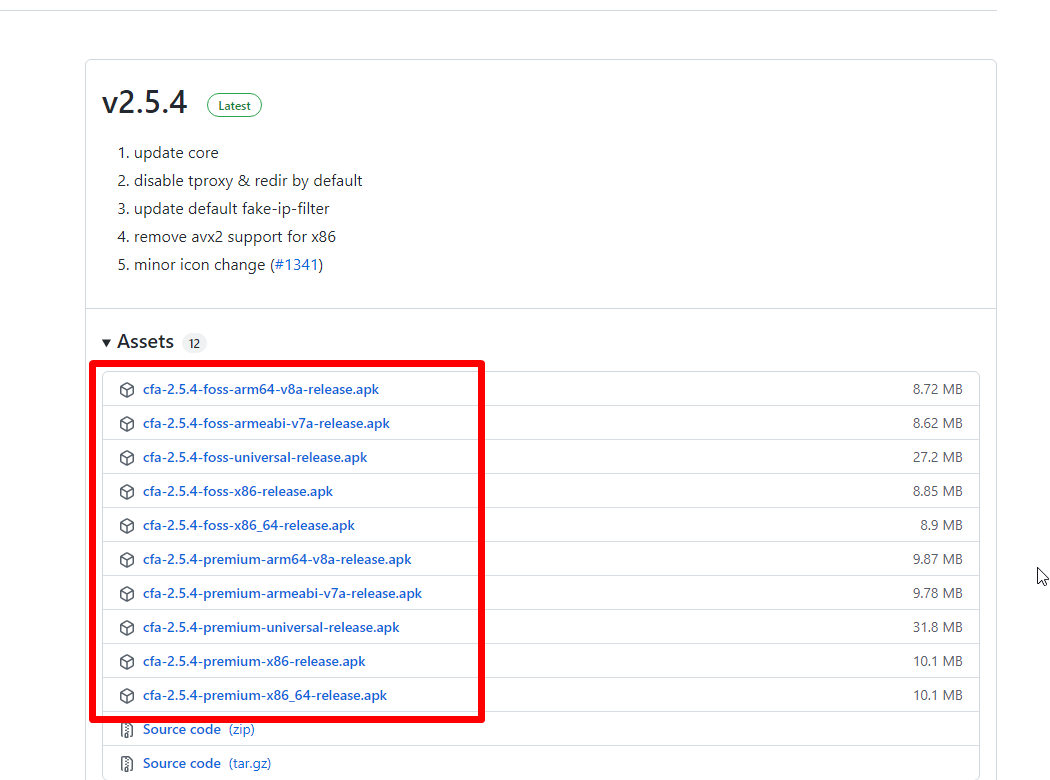 v2.5.4 Latest
1. update core
2. disable tproxy & redir by default
3. update default fake-ip-filter
4. remove avx2 support for x86
5. minor icon change (#1341)
Assets 12
cfa-2.5.4-foss-arm64-v8a-release.apk 8.72 MB
cfa-2.5.4-foss-armeabi-v7a-release.apk 8.62 MB
cfa-2.5.4-foss-universal-release.apk 27.2 MB
cfa-2.5.4-foss-x86-release.apk 8.85 MB
cfa-2.5.4-foss-x86_64-release.apk 8.9 MB
cfa-2.5.4-premium-arm64-v8a-release.apk 9.87 MB
cfa-2.5.4-premium-armeabi-v7a-release.apk 9.78 MB
cfa-2.5.4-premium-universal-release.apk 31.8 MB
cfa-2.5.4-premium-x86-release.apk 10.1 MB
cfa-2.5.4-premium-x86_64-release.apk 10.1 MB
Source code (zip)
Source code (tar.gz)